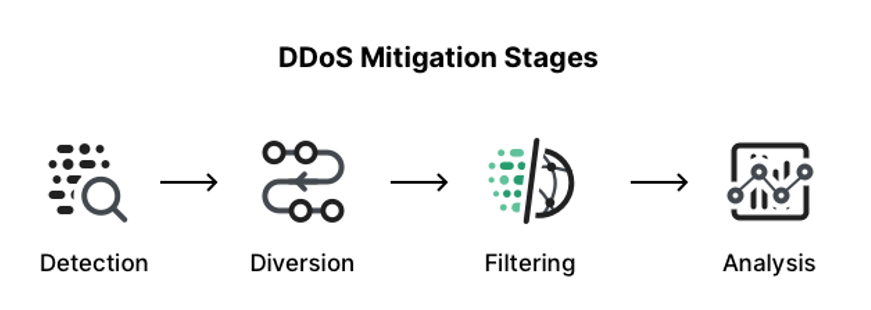 DDoS Mitigation Stages
Detection
Diversion
Filtering
Analysis